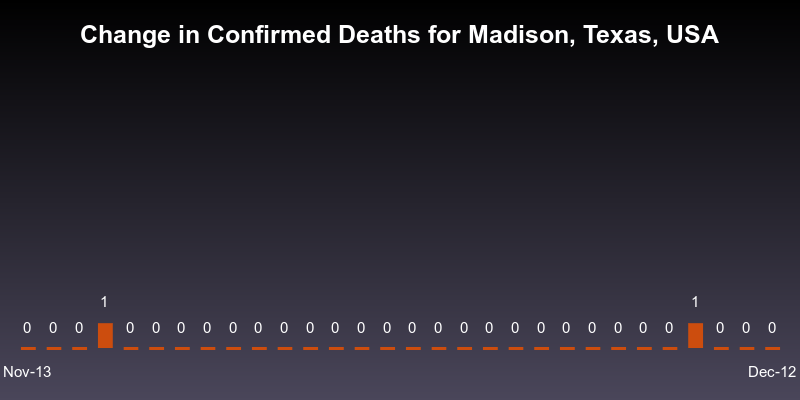 Change in Confirmed Deaths for Madison, Texas, USA
1 1
0 0 0 0 0 0 0 0 0 0 0 0 0 0 0 0 0 0 0 0 0 0 0 0 0 0 0 0
Nov-13 Dec-12